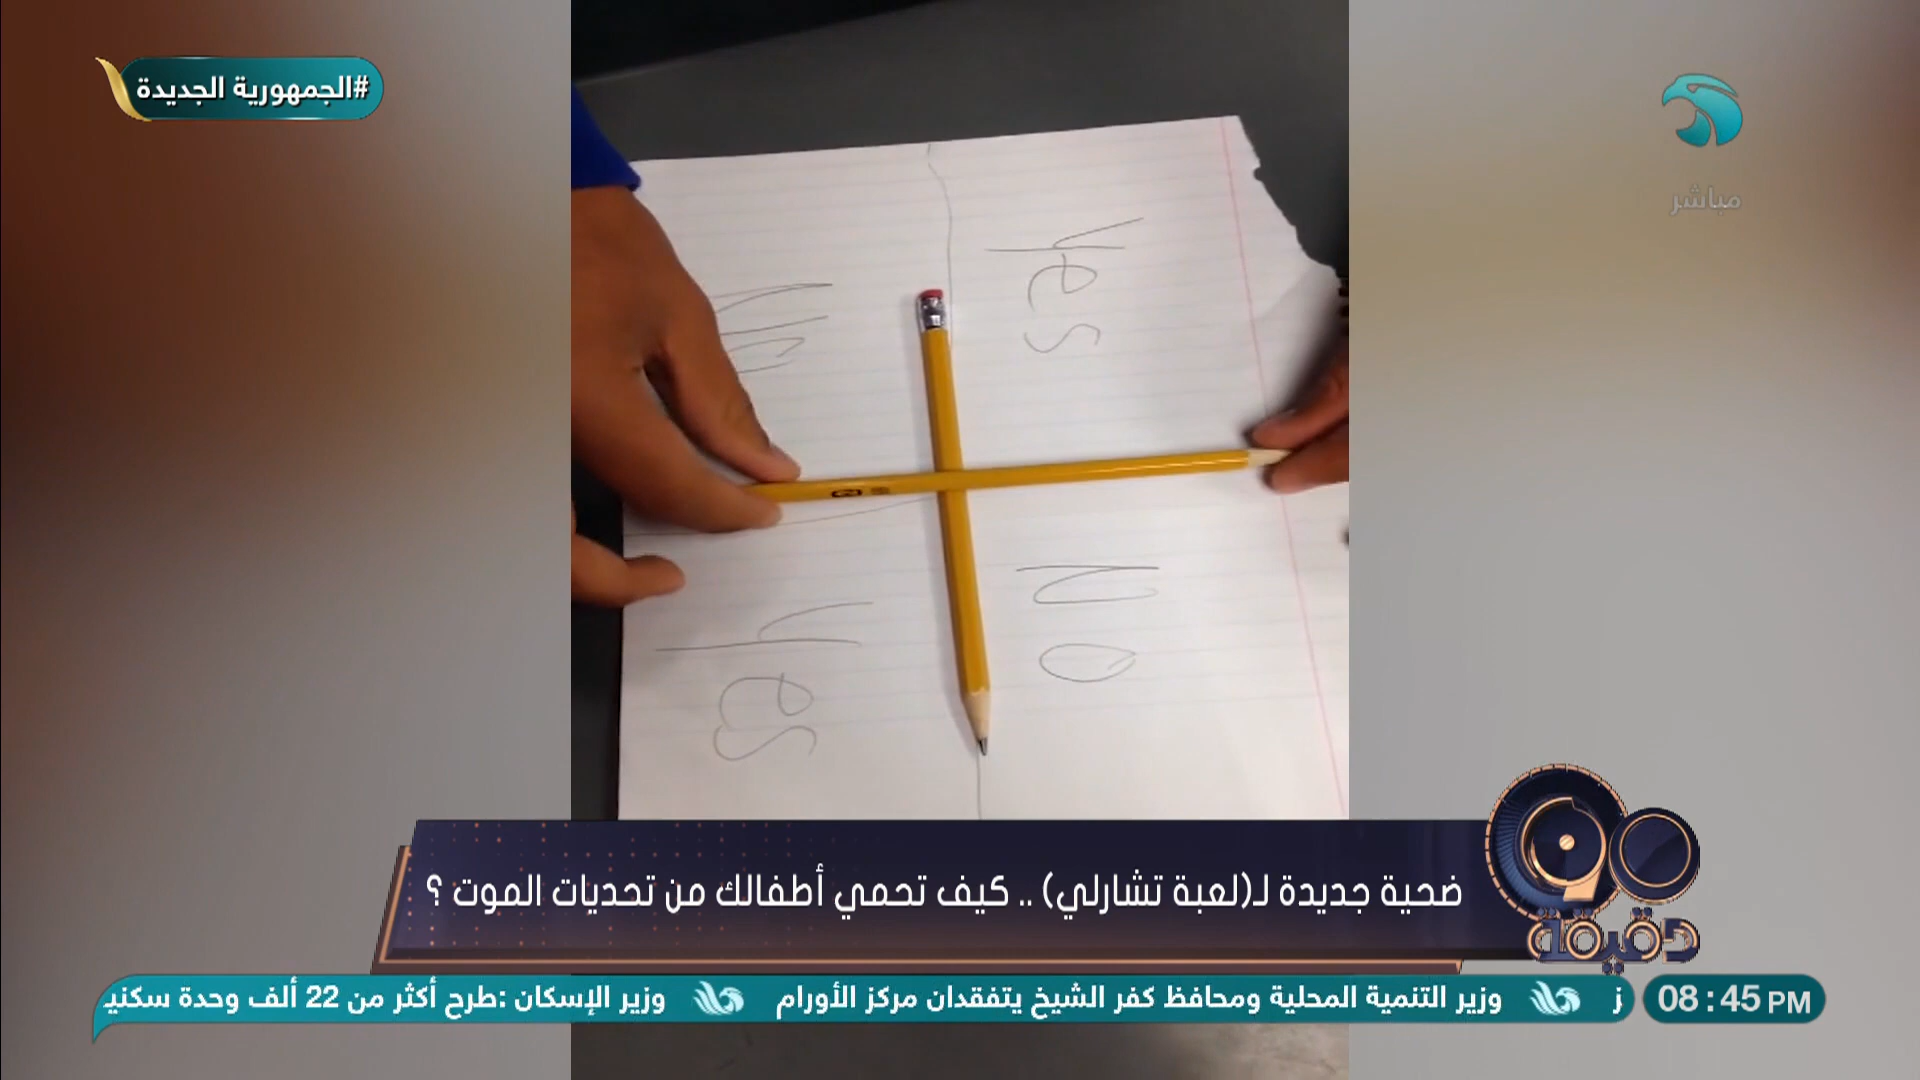 #الجمهورية الجديدة
مباشر
yes
No
NO
yes
ضحية جديدة لـ(لعبة تشارلي) .. كيف تحمي أطفالك من تحديات الموت ؟
90
دقيقة
وزير التنمية المحلية ومحافظ كفر الشيخ يتفقدان مركز الأورام
وزير الإسكان :طرح أكثر من 22 ألف وحدة سكنية
08:45 PM